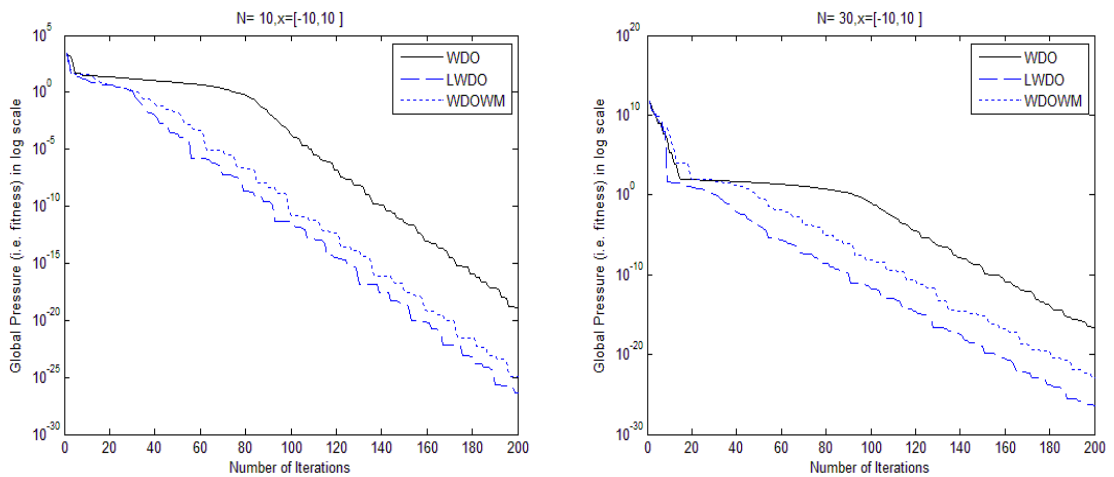 N= 10,x=[-10,10 ]
Global Pressure (i.e. fitness) in log scale
10^5
10^0
10^-5
10^-10
10^-15
10^-20
10^-25
10^-30
WDO
LWDO
WDOWM
0 20 40 60 80 100 120 140 160 180 200
Number of Iterations
N= 30,x=[-10,10 ]
Global Pressure (i.e. fitness) in log scale
10^20
10^10
10^0
10^-10
10^-20
10^-30
WDO
LWDO
WDOWM
0 20 40 60 80 100 120 140 160 180 200
Number of Iterations